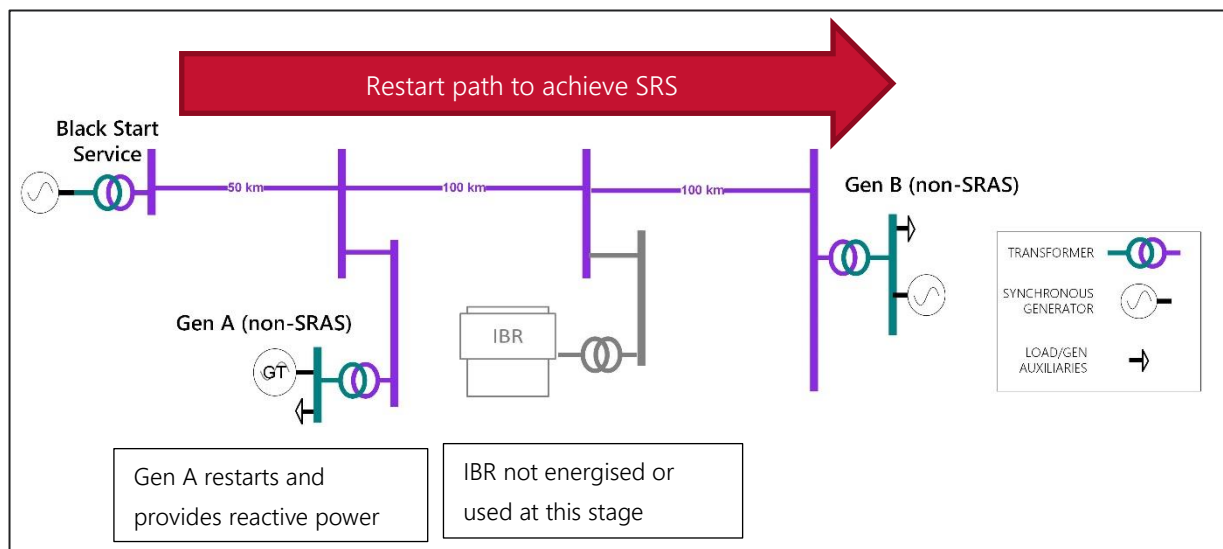 Restart path to achieve SRS
Black Start
Service
50 km
100 km
100 km
Gen B (non-SRAS)
Gen A (non-SRAS)
GT
IBR
TRANSFORMER
SYNCHRONOUS
GENERATOR
LOAD/GEN
AUXILIARIES
Gen A restarts and
provides reactive power
IBR not energised or
used at this stage